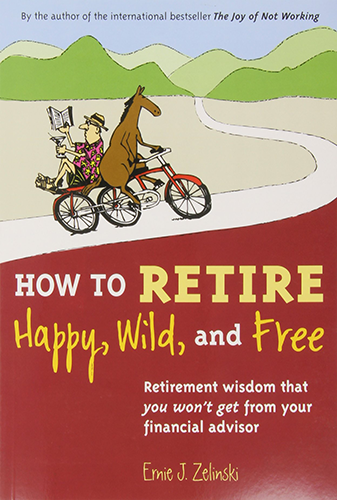 By the author of the international bestseller The Joy of Not Working
HOW TO RETIRE
Happy, Wild, and Free
Retirement wisdom that
you won't get from your
financial advisor
Ernie J. Zelinski